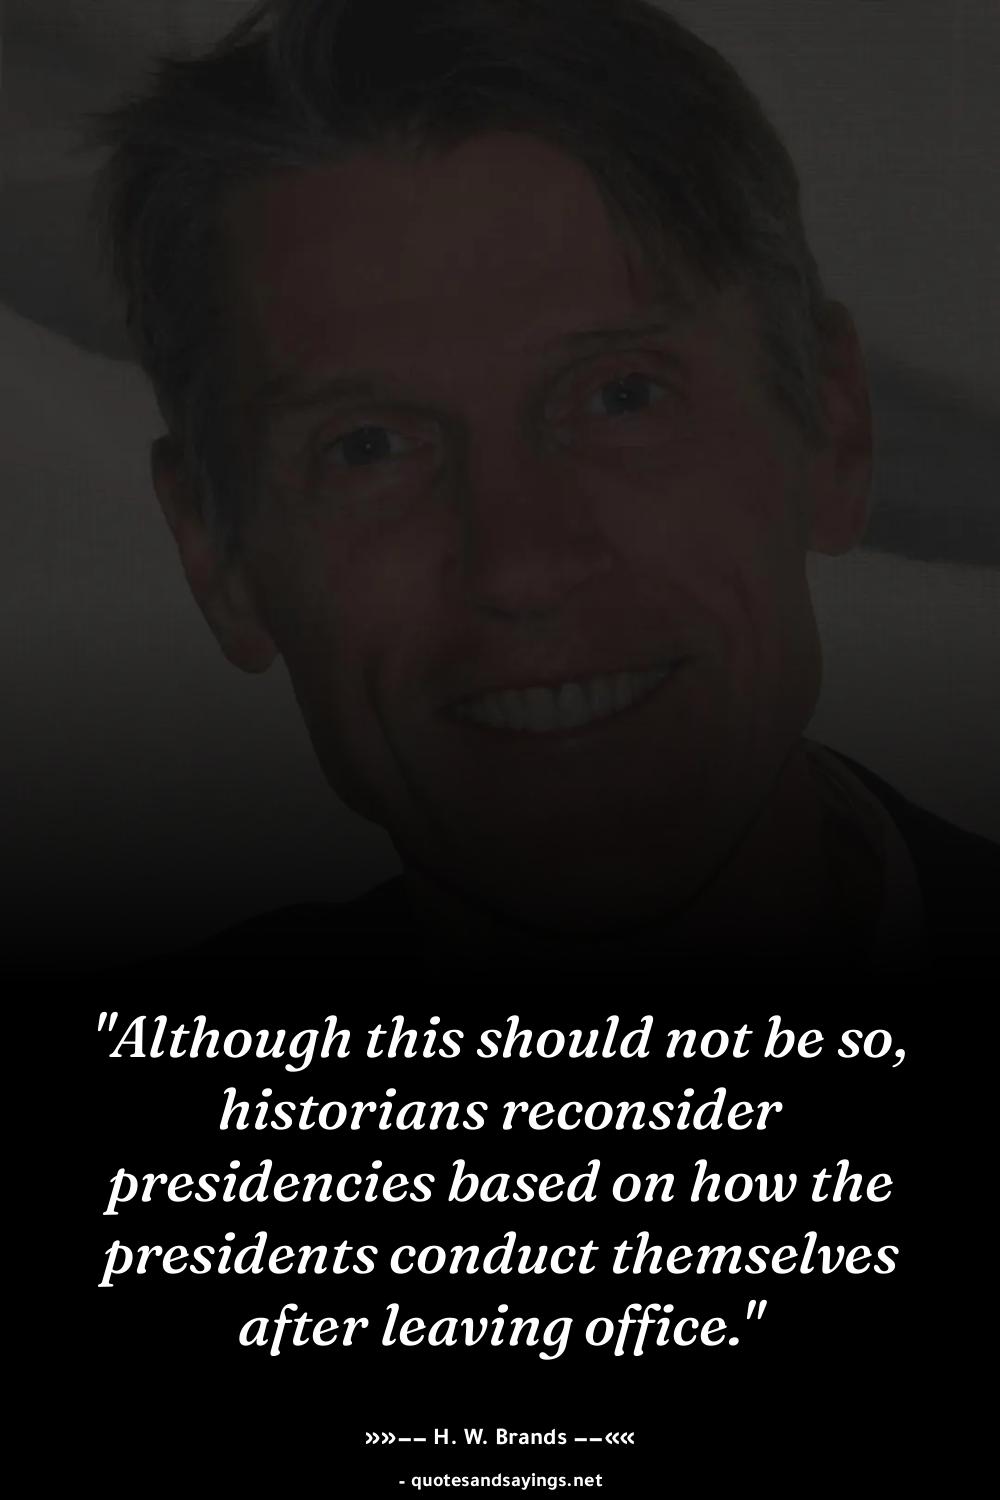 "Although this should not be so,
historians reconsider
presidencies based on how the
presidents conduct themselves
after leaving office."
»»–– H. W. Brands ––««
- quotesandsayings.net